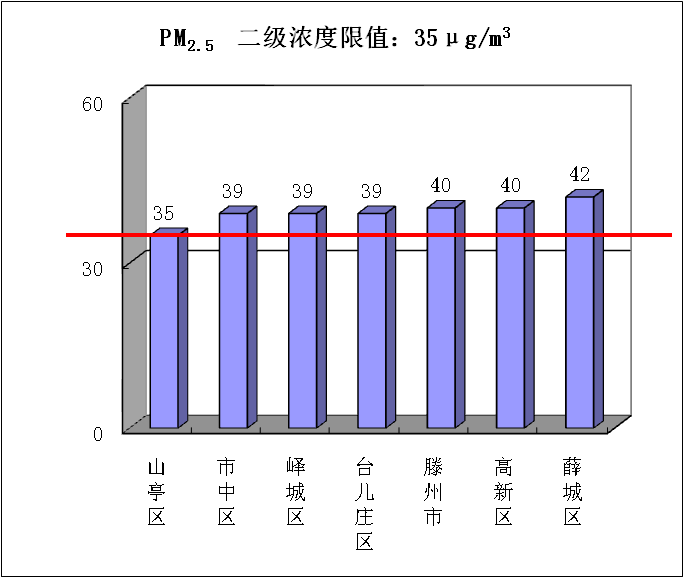 PM2.5 二级浓度限值：35μg/m3
60
30
0
35
39
39
39
40
40
42
山亭区
市中区
峄城区
台儿庄区
滕州市
高新区
薛城区